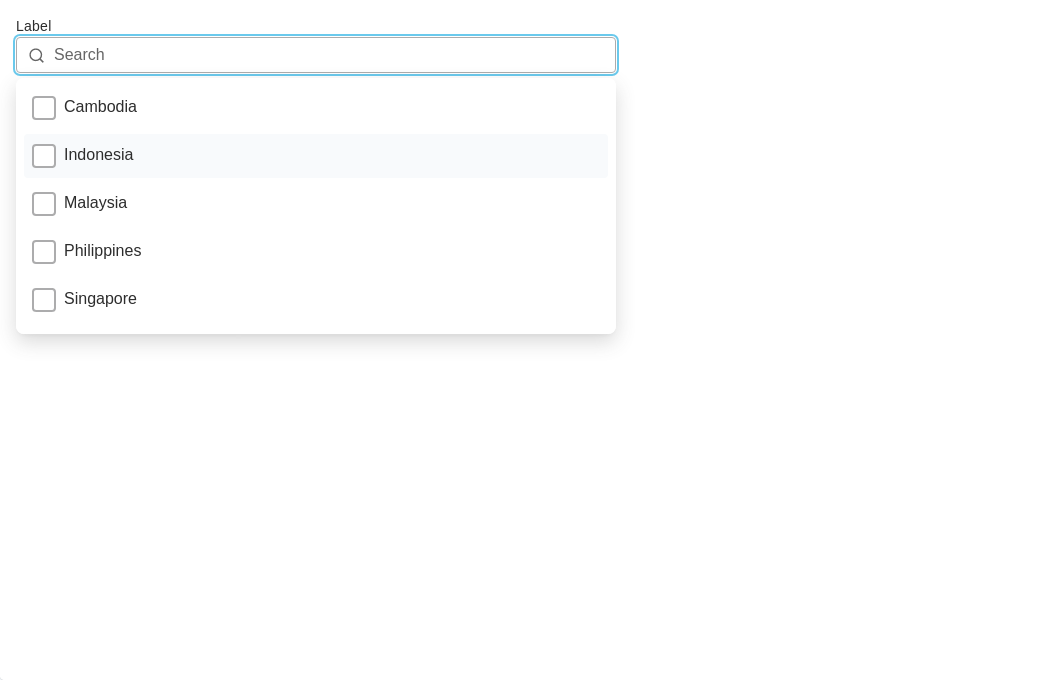 Label
Search
Cambodia
Indonesia
Malaysia
Philippines
Singapore